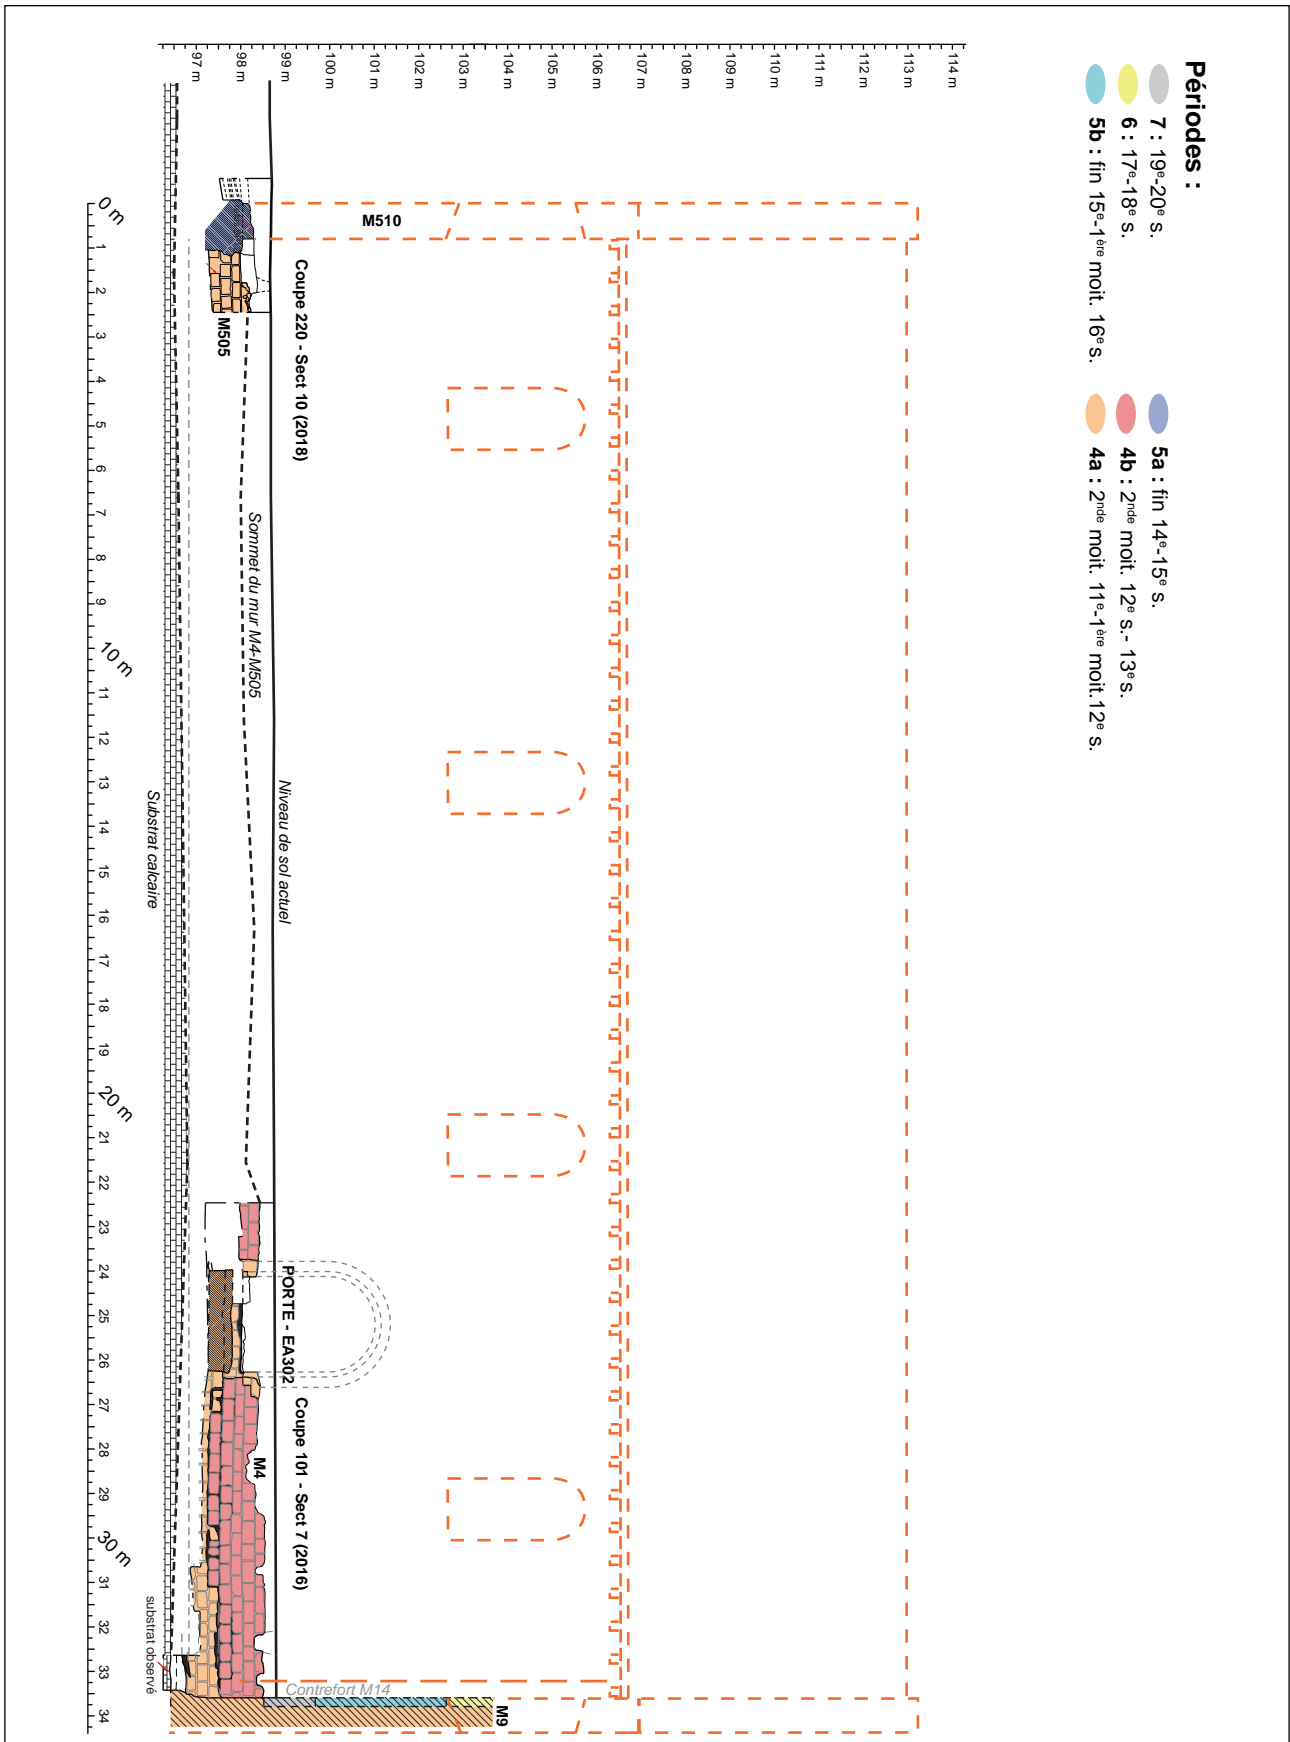 Périodes :
7 : 19e-20e s.
6 : 17e-18e s.
5b : fin 15e-1ère moit. 16e s.
5a : fin 14e-15e s.
4b : 2nde moit. 12e s.- 13e s.
4a : 2nde moit. 11e-1ère moit.12e s.
114 m
113 m
112 m
111 m
110 m
109 m
108 m
107 m
106 m
105 m
104 m
103 m
102 m
101 m
100 m
99 m
98 m
97 m
M510
Coupe 220 - Sect 10 (2018)
M505
Sommet du mur M4-M505
Niveau de sol actuel
Substrat calcaire
PORTE - EA302
Coupe 101 - Sect 7 (2016)
M4
Contrefort M14
M9
substrat observé
0 m
1
2
3
4
5
6
7
8
9
10 m
11
12
13
14
15
16
17
18
19
20 m
21
22
23
24
25
26
27
28
29
30 m
31
32
33
34